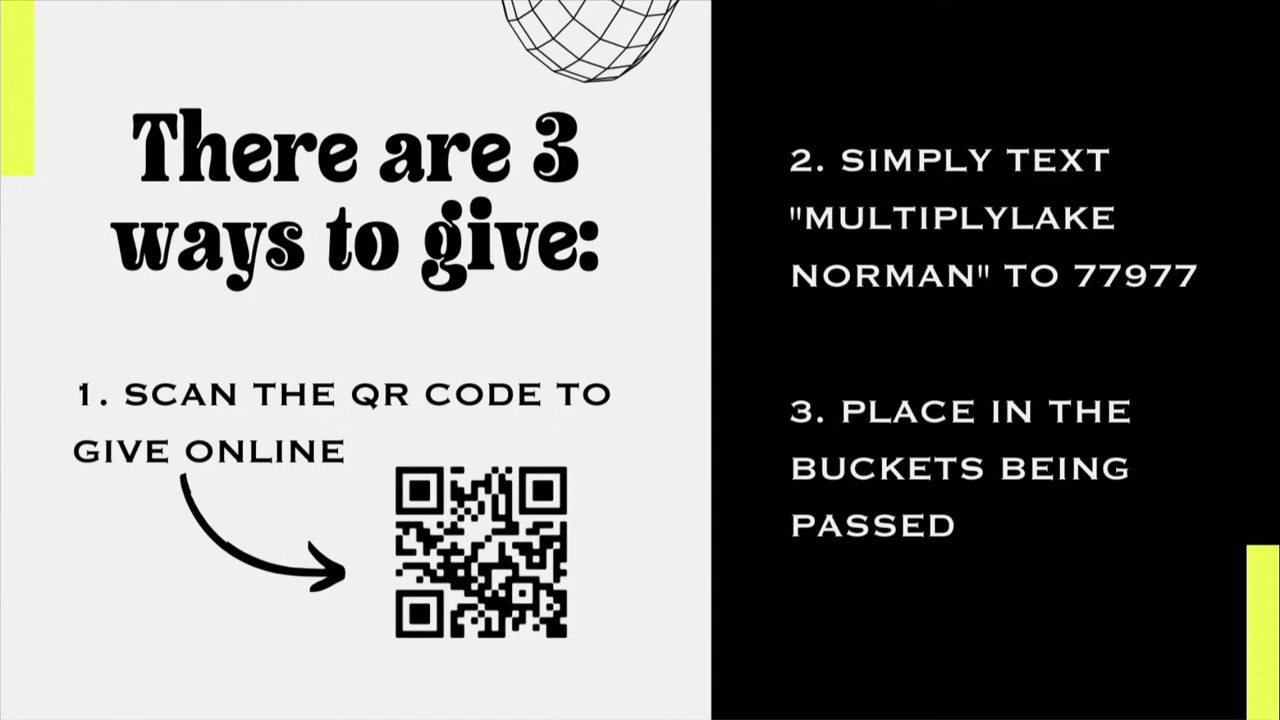 There are 3
ways to give:
1. SCAN THE QR CODE TO
GIVE ONLINE
2. SIMPLY TEXT
"MULTIPLYLAKE
NORMAN" TO 77977
3. PLACE IN THE
BUCKETS BEING
PASSED